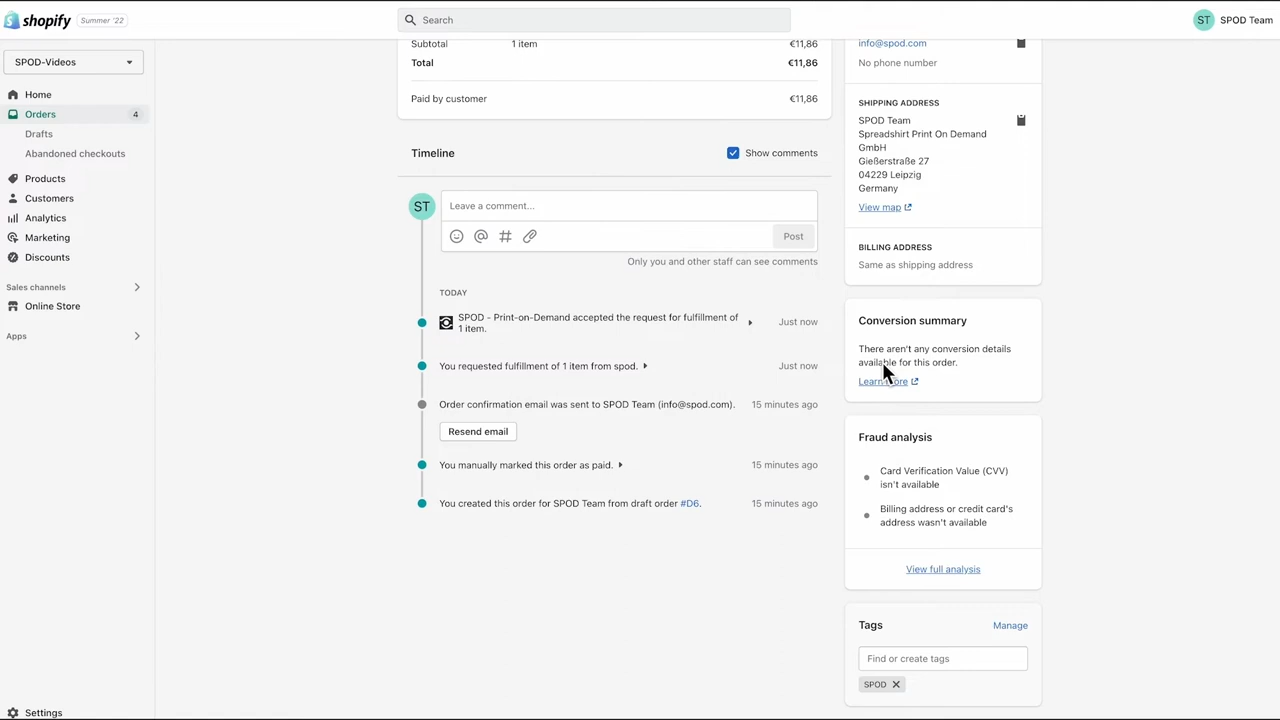 shopify Summer '22
Search
ST SPOD Team
SPOD-Videos
Home
Orders 4
Drafts
Abandoned checkouts
Products
Customers
Analytics
Marketing
Discounts
Sales channels
Online Store
Apps
Settings
Subtotal 1 item €11,86
Total €11,86
Paid by customer €11,86
Timeline
Show comments
ST
Leave a comment...
Post
Only you and other staff can see comments
TODAY
SPOD - Print-on-Demand accepted the request for fulfillment of
1 item.
Just now
You requested fulfillment of 1 item from spod. Just now
Order confirmation email was sent to SPOD Team (info@spod.com). 15 minutes ago
Resend email
You manually marked this order as paid. 15 minutes ago
You created this order for SPOD Team from draft order #D6. 15 minutes ago
info@spod.com
No phone number
SHIPPING ADDRESS
SPOD Team
Spreadshirt Print On Demand
GmbH
Gießerstraße 27
04229 Leipzig
Germany
View map
BILLING ADDRESS
Same as shipping address
Conversion summary
There aren't any conversion details
available for this order.
Learn more
Fraud analysis
Card Verification Value (CVV)
isn't available
Billing address or credit card's
address wasn't available
View full analysis
Tags Manage
Find or create tags
SPOD